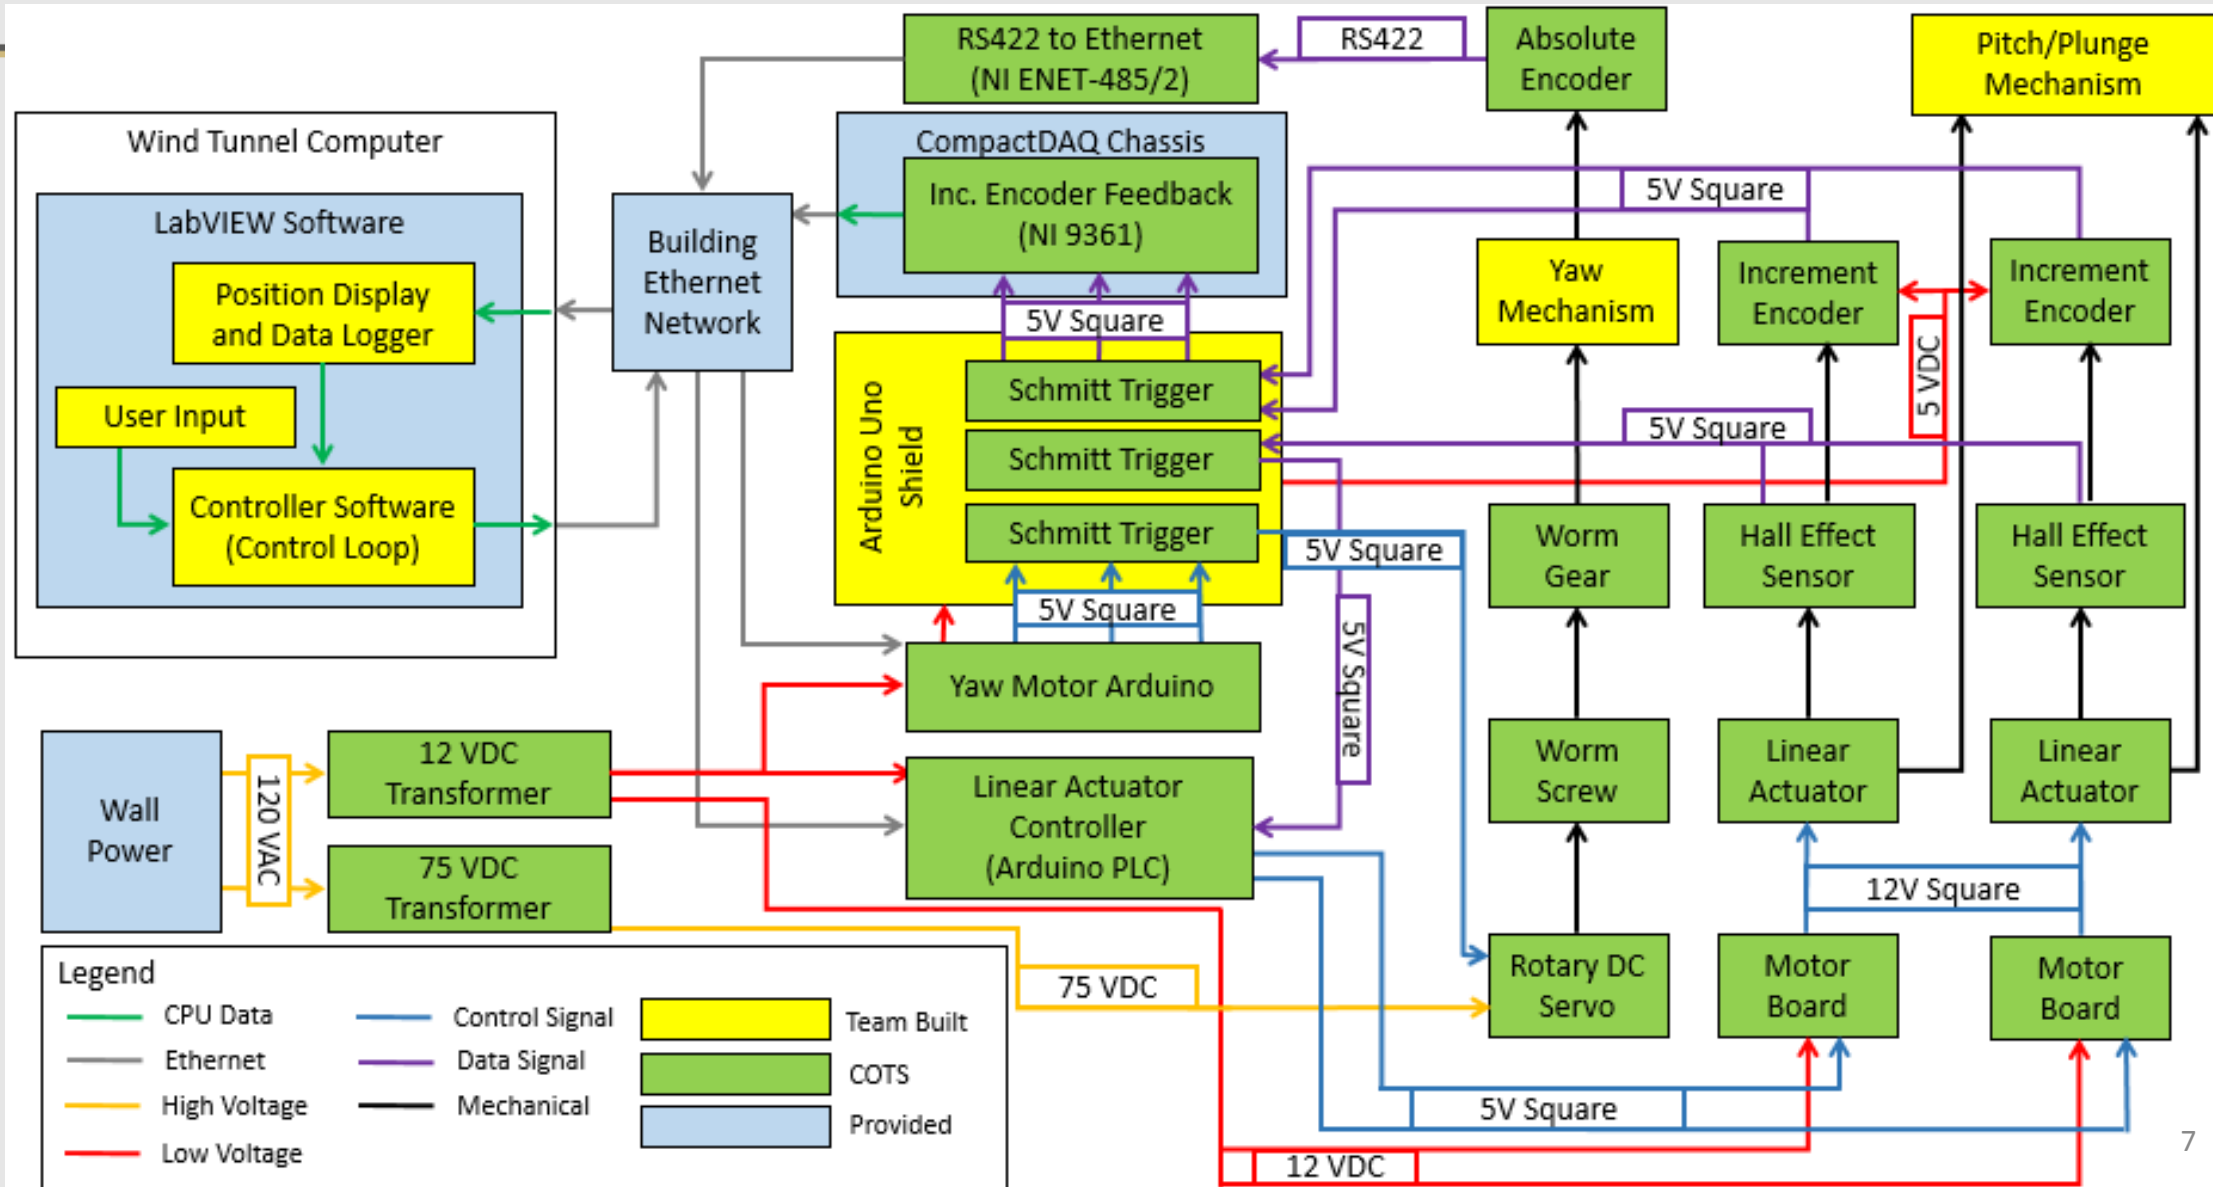 RS422 to Ethernet
(NI ENET-485/2)
RS422
Absolute
Encoder
Pitch/Plunge
Mechanism
Wind Tunnel Computer
LabVIEW Software
Position Display
and Data Logger
User Input
Controller Software
(Control Loop)
Building
Ethernet
Network
CompactDAQ Chassis
Inc. Encoder Feedback
(NI 9361)
5V Square
Arduino Uno
Shield
Schmitt Trigger
Schmitt Trigger
Schmitt Trigger
5V Square
Yaw Motor Arduino
Linear Actuator
Controller
(Arduino PLC)
5V Square
Yaw
Mechanism
Increment
Encoder
Increment
Encoder
5 VDC
5V Square
5V Square
5V Square
Worm
Gear
Hall Effect
Sensor
Hall Effect
Sensor
Worm
Screw
Linear
Actuator
Linear
Actuator
12V Square
Rotary DC
Servo
Motor
Board
Motor
Board
Wall
Power
120 VAC
12 VDC
Transformer
75 VDC
Transformer
75 VDC
5V Square
12 VDC
Legend
CPU Data
Ethernet
High Voltage
Low Voltage
Control Signal
Data Signal
Mechanical
Team Built
COTS
Provided
7